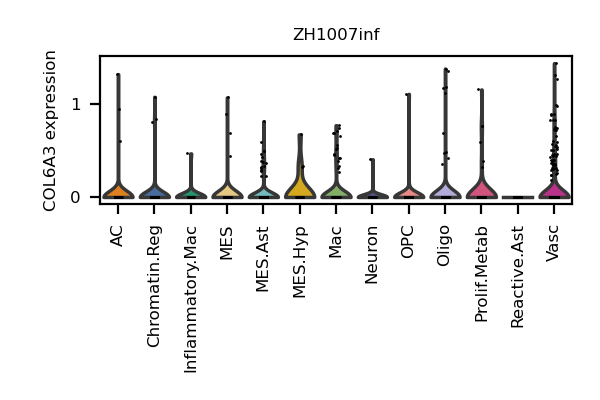 ZH1007inf
COL6A3 expression
1
0
AC
Chromatin.Reg
Inflammatory.Mac
MES
MES.Ast
MES.Hyp
Mac
Neuron
OPC
Oligo
Prolif.Metab
Reactive.Ast
Vasc